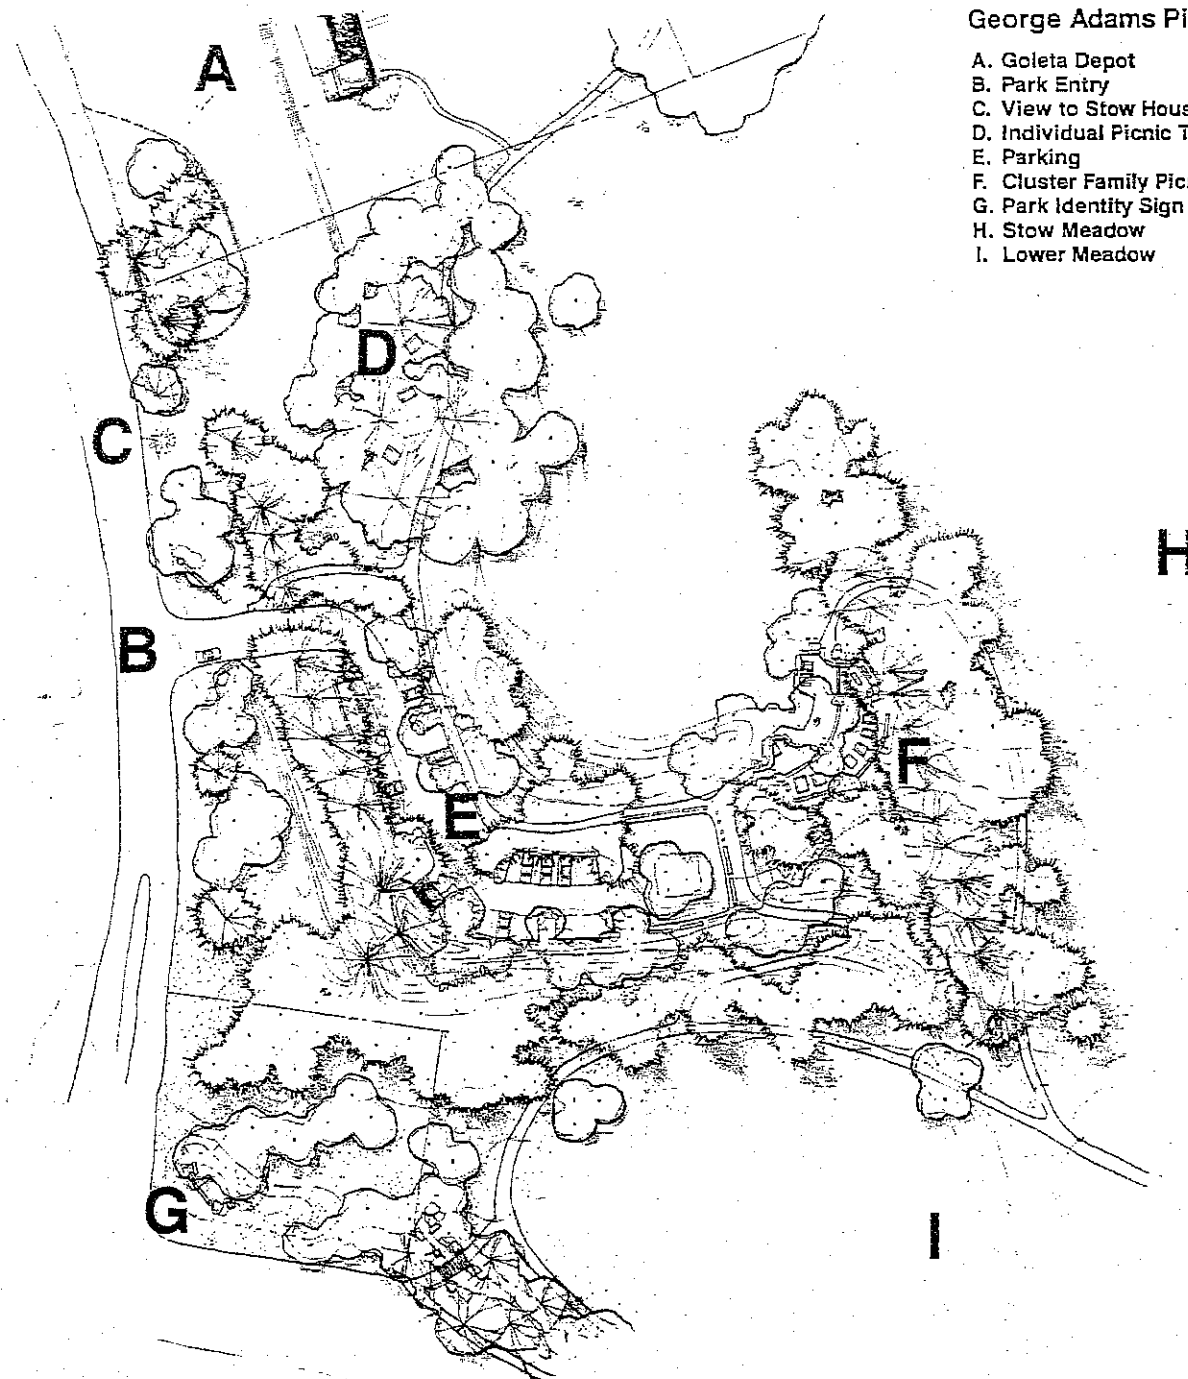 George Adams Pi
A. Goleta Depot
B. Park Entry
C. View to Stow Hous
D. Individual Picnic T
E. Parking
F. Cluster Family Pic
G. Park Identity Sign
H. Stow Meadow
I. Lower Meadow
A
D
C
H
B
F
E
G
I